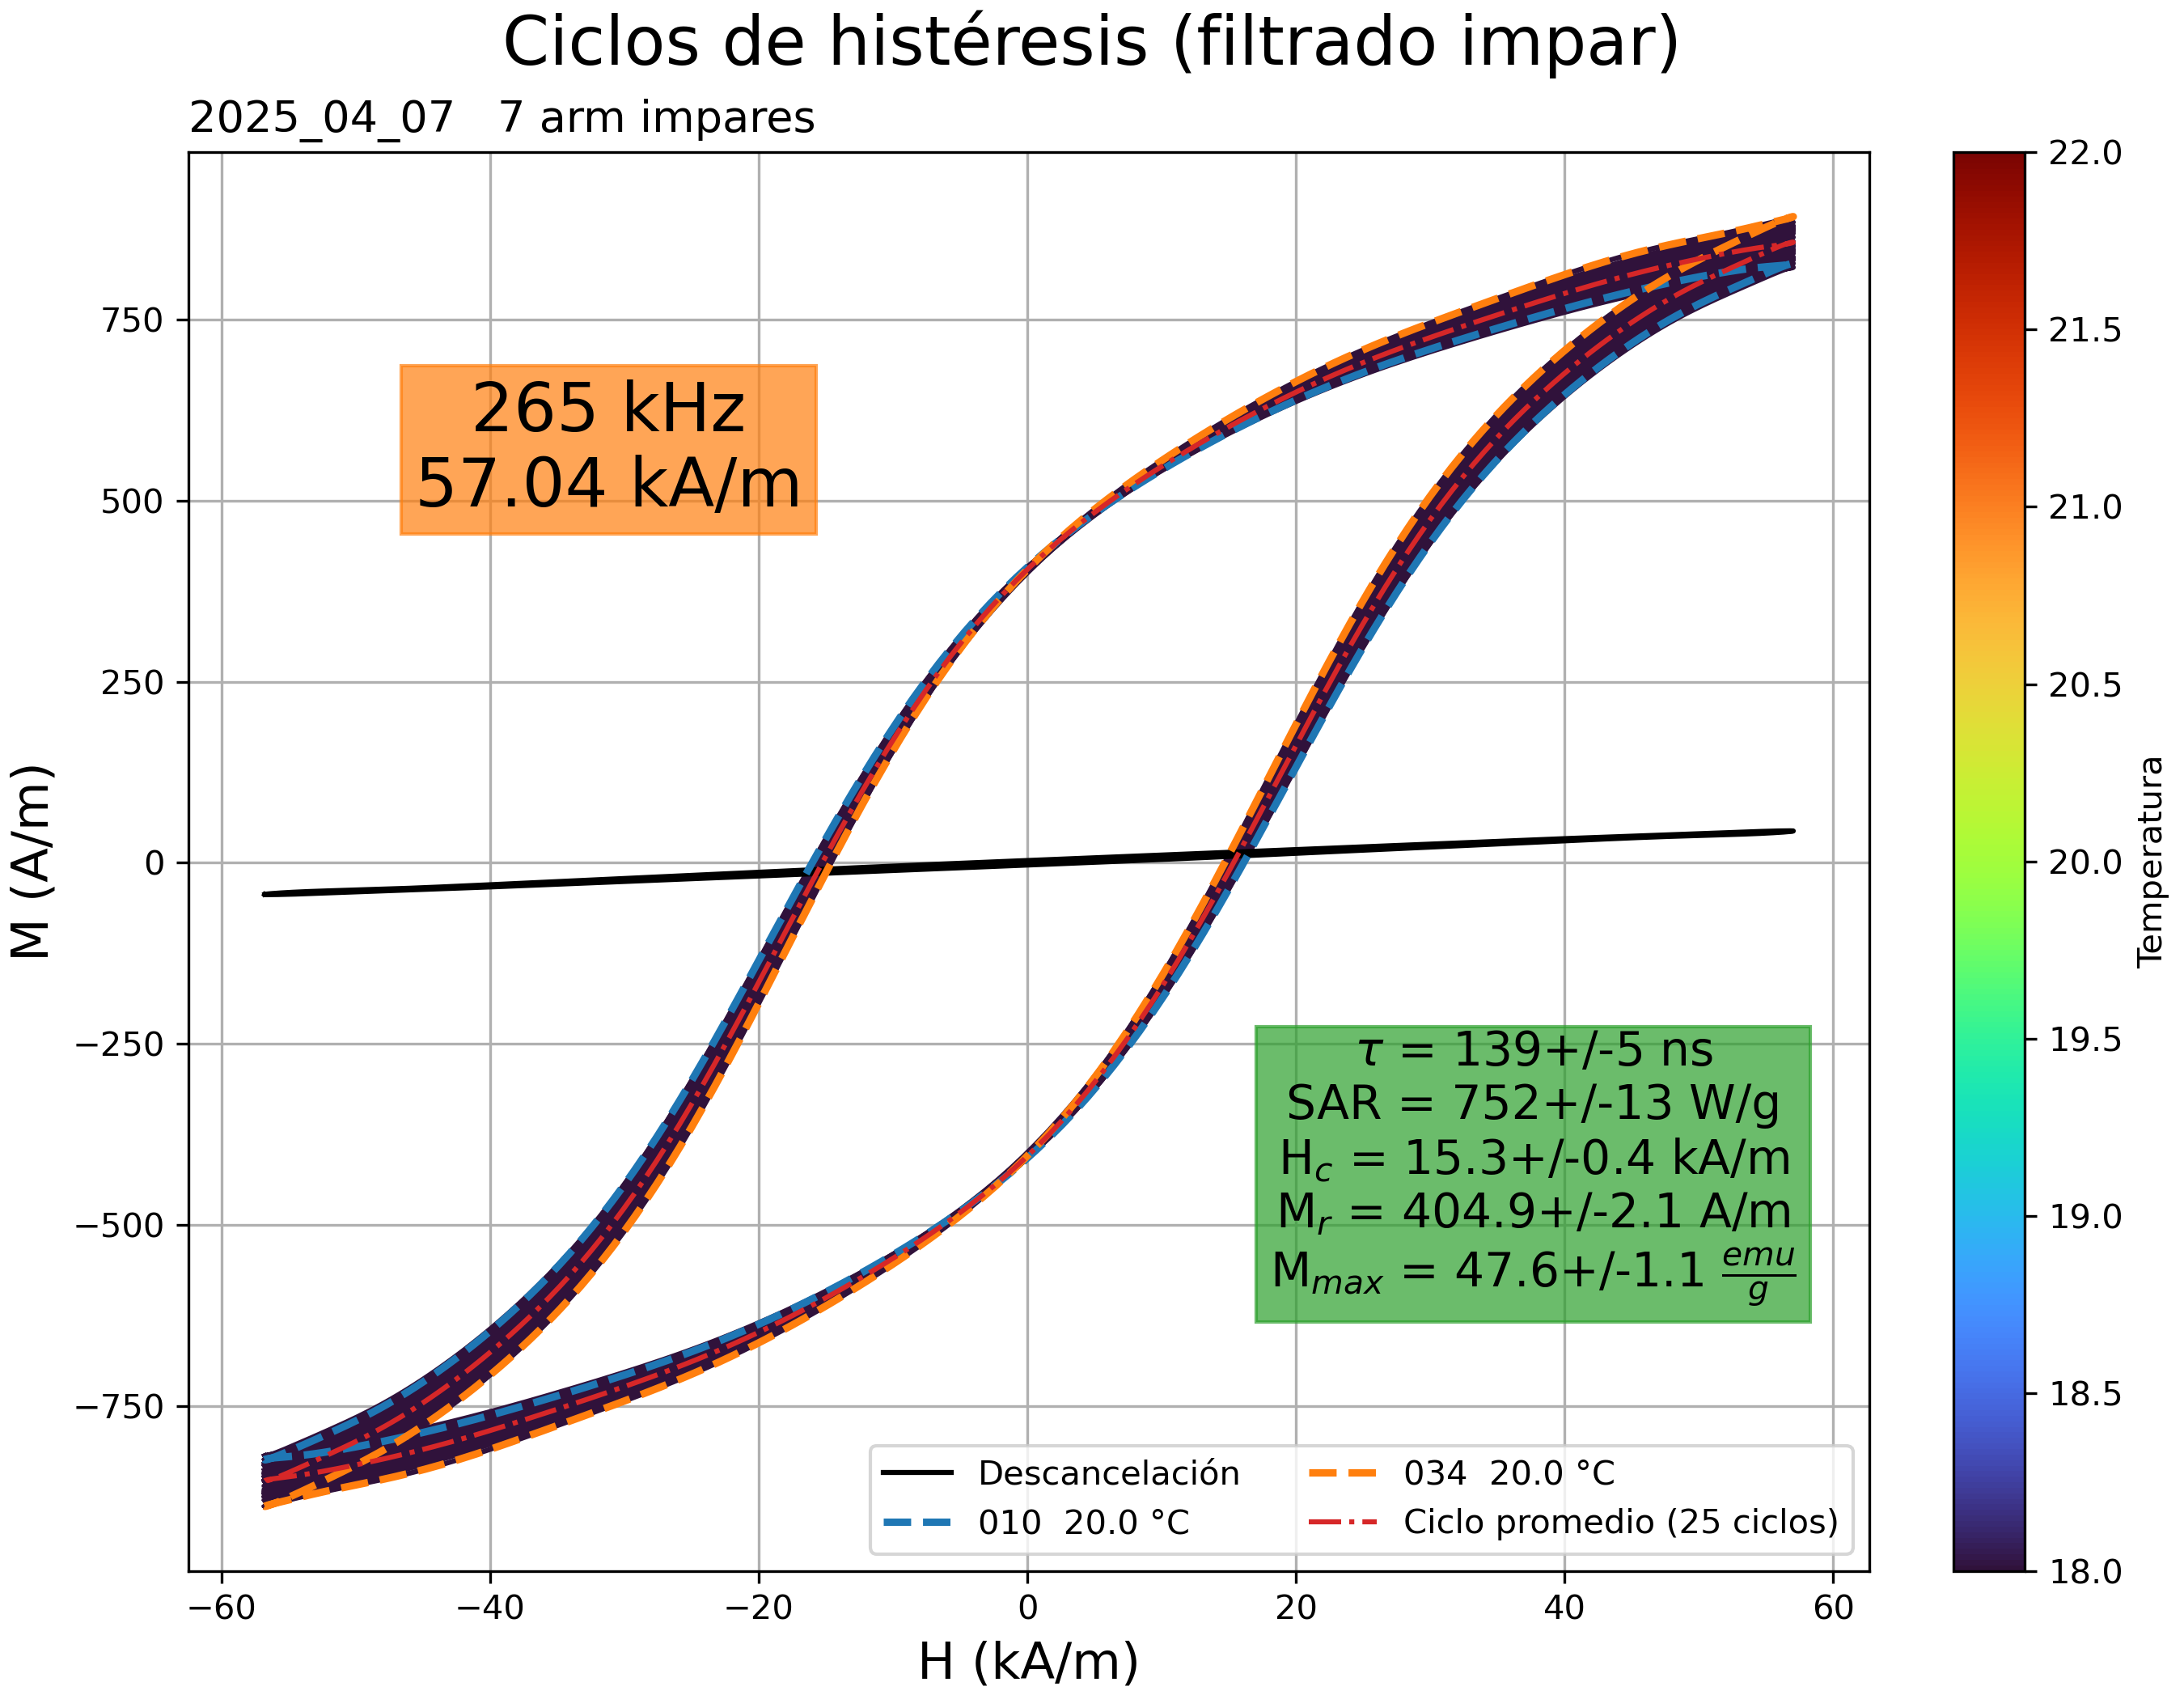 Ciclos de histéresis (filtrado impar)
2025_04_07   7 arm impares
265 kHz
57.04 kA/m
τ = 139+/-5 ns
SAR = 752+/-13 W/g
H_c = 15.3+/-0.4 kA/m
M_r = 404.9+/-2.1 A/m
M_max = 47.6+/-1.1 emu/g
M (A/m)
750
500
250
0
−250
−500
−750
Descancelación
010  20.0 °C
034  20.0 °C
Ciclo promedio (25 ciclos)
−60
−40
−20
0
20
40
60
H (kA/m)
22.0
21.5
21.0
20.5
20.0
19.5
19.0
18.5
18.0
Temperatura